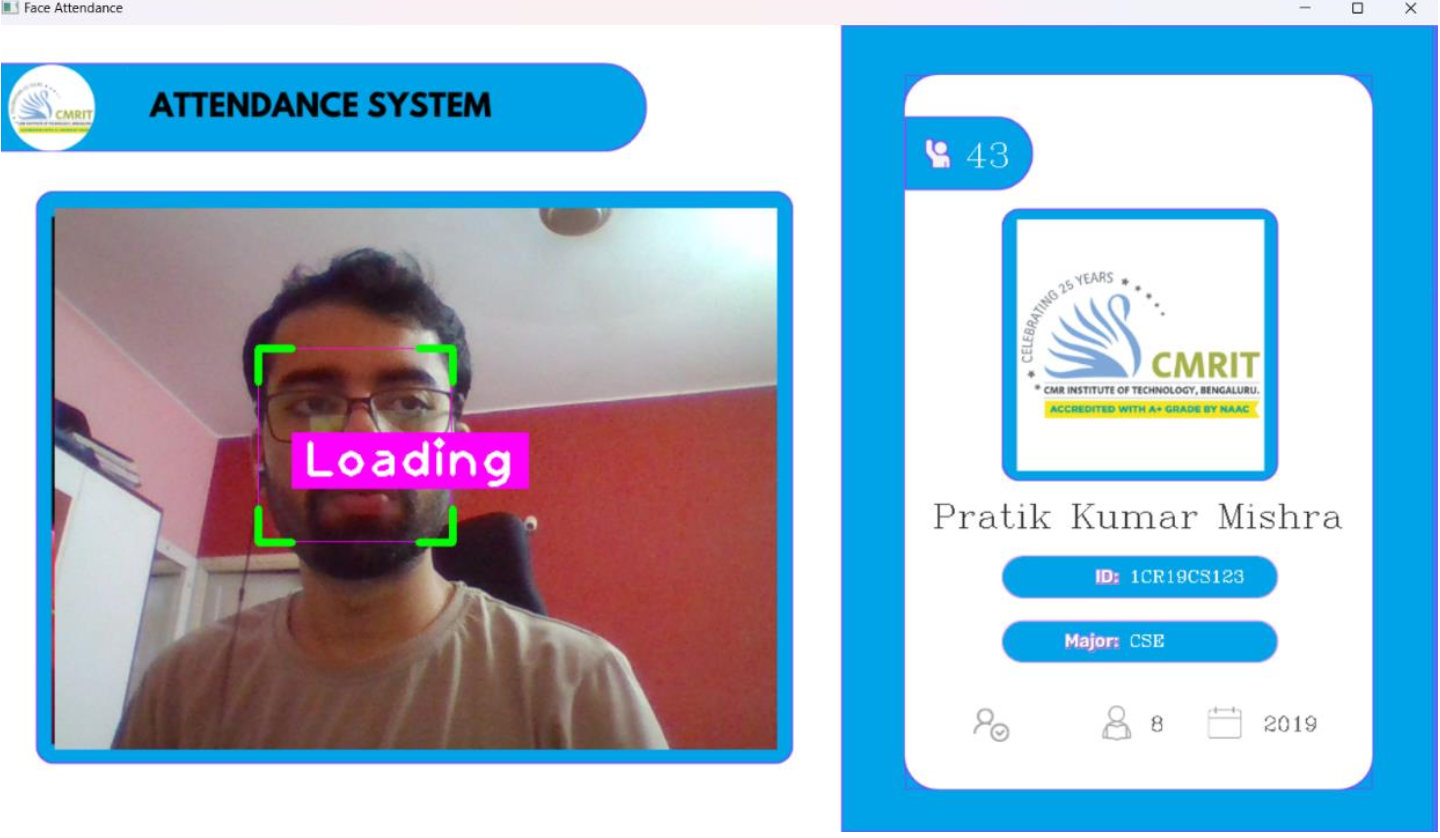 Face Attendance
CMRIT
ATTENDANCE SYSTEM
Loading
43
CELEBRATING 25 YEARS
CMRIT
CMR INSTITUTE OF TECHNOLOGY, BENGALURU.
ACCREDITED WITH A+ GRADE BY NAAC
Pratik Kumar Mishra
ID: 1CR19CS123
Major: CSE
8
2019